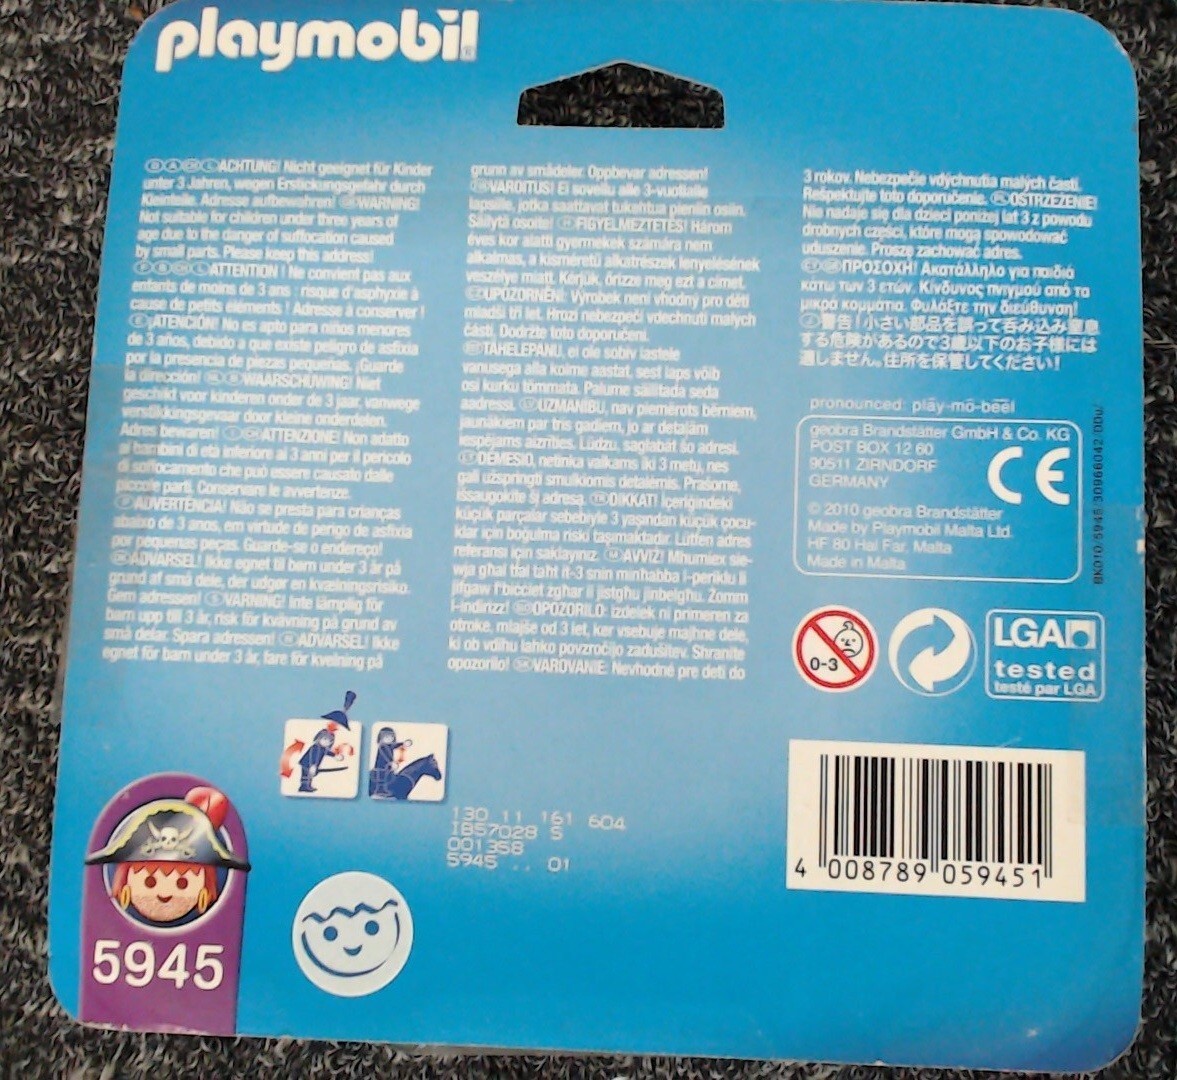 playmobil®
D A CH L ACHTUNG! Nicht geeignet für Kinder
unter 3 Jahren, wegen Erstickungsgefahr durch
Kleinteile. Adresse aufbewahren! GB WARNING!
Not suitable for children under three years of
age due to the danger of suffocation caused
by small parts. Please keep this address!
F B CH L ATTENTION ! Ne convient pas aux
enfants de moins de 3 ans : risque d'asphyxie à
cause de petits éléments ! Adresse à conserver !
E ¡ATENCIÓN! No es apto para niños menores
de 3 años, debido a que existe peligro de asfixia
por la presencia de piezas pequeñas. ¡Guarde
la dirección! NL B WAARSCHUWING! Niet
geschikt voor kinderen onder de 3 jaar, vanwege
verstikkingsgevaar door kleine onderdelen.
Adres bewaren! I CH ATTENZIONE! Non adatto
ai bambini di età inferiore ai 3 anni per il pericolo
di soffocamento che può essere causato dalle
piccole parti. Conservare le avvertenze.
P ADVERTÊNCIA! Não se presta para crianças
abaixo de 3 anos, em virtude de perigo de asfixia
por pequenas peças. Guarde-se o endereço!
DK ADVARSEL! Ikke egnet til børn under 3 år på
grund af små dele, der udgør en kvælningsrisiko.
Gem adressen! S VARNING! Inte lämplig för
barn upp till 3 år, risk för kvävning på grund av
små delar. Spara adressen! N ADVARSEL! Ikke
egnet for barn under 3 år, fare for kvelning på
grunn av smådeler. Oppbevar adressen!
FIN VAROITUS! Ei sovellu alle 3-vuotialle
lapsille, jotka saattavat tukehtua pieniin osiin.
Säilytä osoite! H FIGYELMEZTETÉS! Három
éves kor alatti gyermekek számára nem
alkalmas, a kisméretű alkatrészek lenyelésének
veszélye miatt. Kérjük, őrizze meg ezt a címet.
CZ UPOZORNĚNÍ: Výrobek není vhodný pro děti
mladší tří let. Hrozí nebezpečí vdechnutí malých
částí. Dodržte toto doporučení.
EST TÄHELEPANU, ei ole sobiv lastele
vanusega alla kolme aastat, sest laps võib
osi kurku tõmmata. Palume säilitada seda
aadressi. LV UZMANĪBU, nav piemērots bērniem,
jaunākiem par trīs gadiem, jo ar detaļām
iespējams aizrīties. Lūdzu, saglabāt šo adresi.
LT DĖMESIO, netinka vaikams iki 3 metų, nes
gali užspringti smulkiomis detalėmis. Prašome,
išsaugokite šį adresą. TR DİKKAT! İçeriğindeki
küçük parçalar sebebiyle 3 yaşından küçük çocu-
klar için boğulma riski taşımaktadır. Lütfen adres
referansı için saklayınız. M AVVIŻ! Mhumiex sie-
wja għal tfal taħt it-3 snin minħabba l-periklu li
jifgaw f'biċċiet żgħar li jistgħu jinbelgħu. Żomm
l-indirizz! SLO OPOZORILO: izdelek ni primeren za
otroke, mlajše od 3 let, ker vsebuje majhne dele,
ki ob vdihu lahko povzročijo zadušitev. Shranite
opozorilo! SK VAROVANIE: Nevhodné pre deti do
3 rokov. Nebezpečie vdýchnutia malých častí.
Rešpektujte toto doporučenie. PL OSTRZEŻENIE!
Nie nadaje się dla dzieci poniżej lat 3 z powodu
drobnych części, które mogą spowodować
uduszenie. Proszę zachować adres.
CY GR ΠΡΟΣΟΧΗ! Ακατάλληλο για παιδιά
κάτω των 3 ετών. Κίνδυνος πνιγμού από τα
μικρά κομμάτια. Φυλάξτε την διεύθυνση!
J 警告!小さい部品を誤って呑み込み窒息
する危険があるので3歳以下のお子様には
適しません。住所を保管してください!
pronounced: plāy-mō-bēēl
geobra Brandstätter GmbH & Co. KG
POST BOX 12 60
90511 ZIRNDORF
GERMANY
CE
© 2010 geobra Brandstätter
Made by Playmobil Malta Ltd.
HF 80 Hal Far, Malta
Made in Malta
0-3
LGA
tested
testé par LGA
130 11 161 604
IB57028 S
001358
5945 .. 01
4 008789 059451
5945